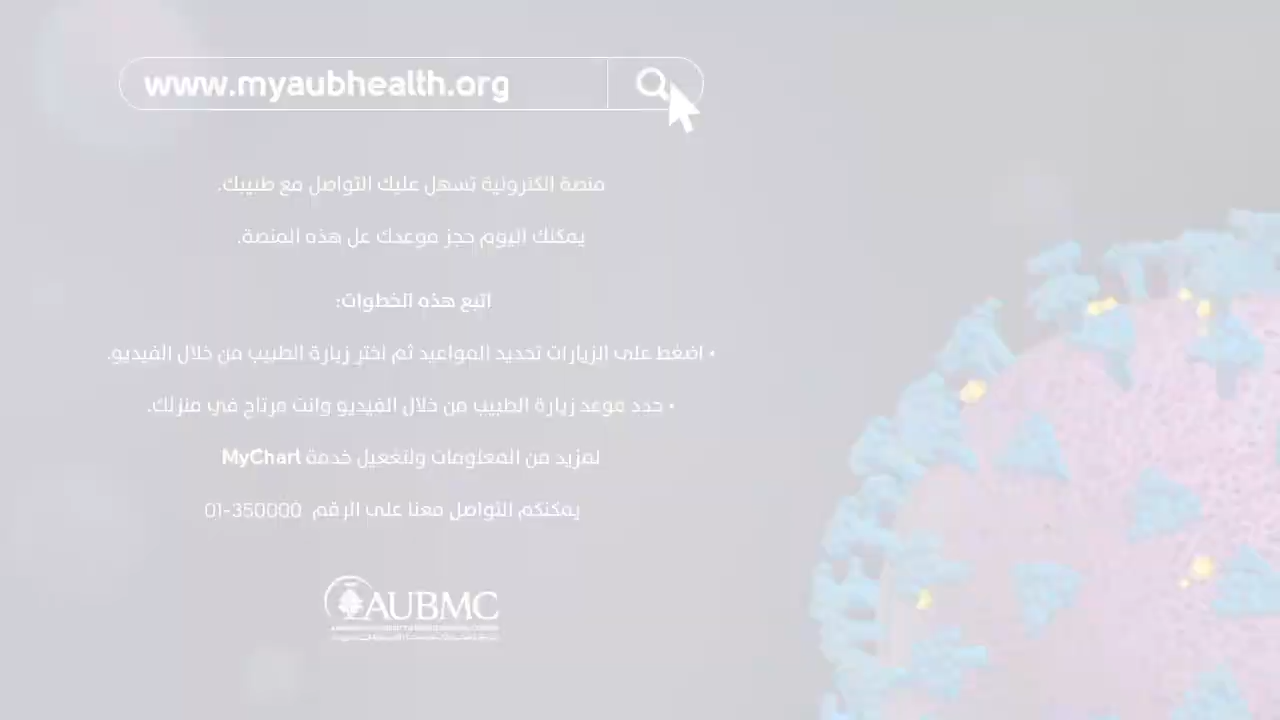 www.myaubhealth.org
منصة الكترونية تسهل عليك التواصل مع طبيبك.
يمكنك اليوم حجز موعدك عل هذه المنصة.
اتبع هذه الخطوات:
• اضغط على الزيارات تحديد المواعيد ثم اختر زيارة الطبيب من خلال الفيديو.
• حدد موعد زيارة الطبيب من خلال الفيديو وانت مرتاح في منزلك.
لمزيد من المعلومات ولتفعيل خدمة MyChart
يمكنكم التواصل معنا على الرقم 01-350000
AUBMC